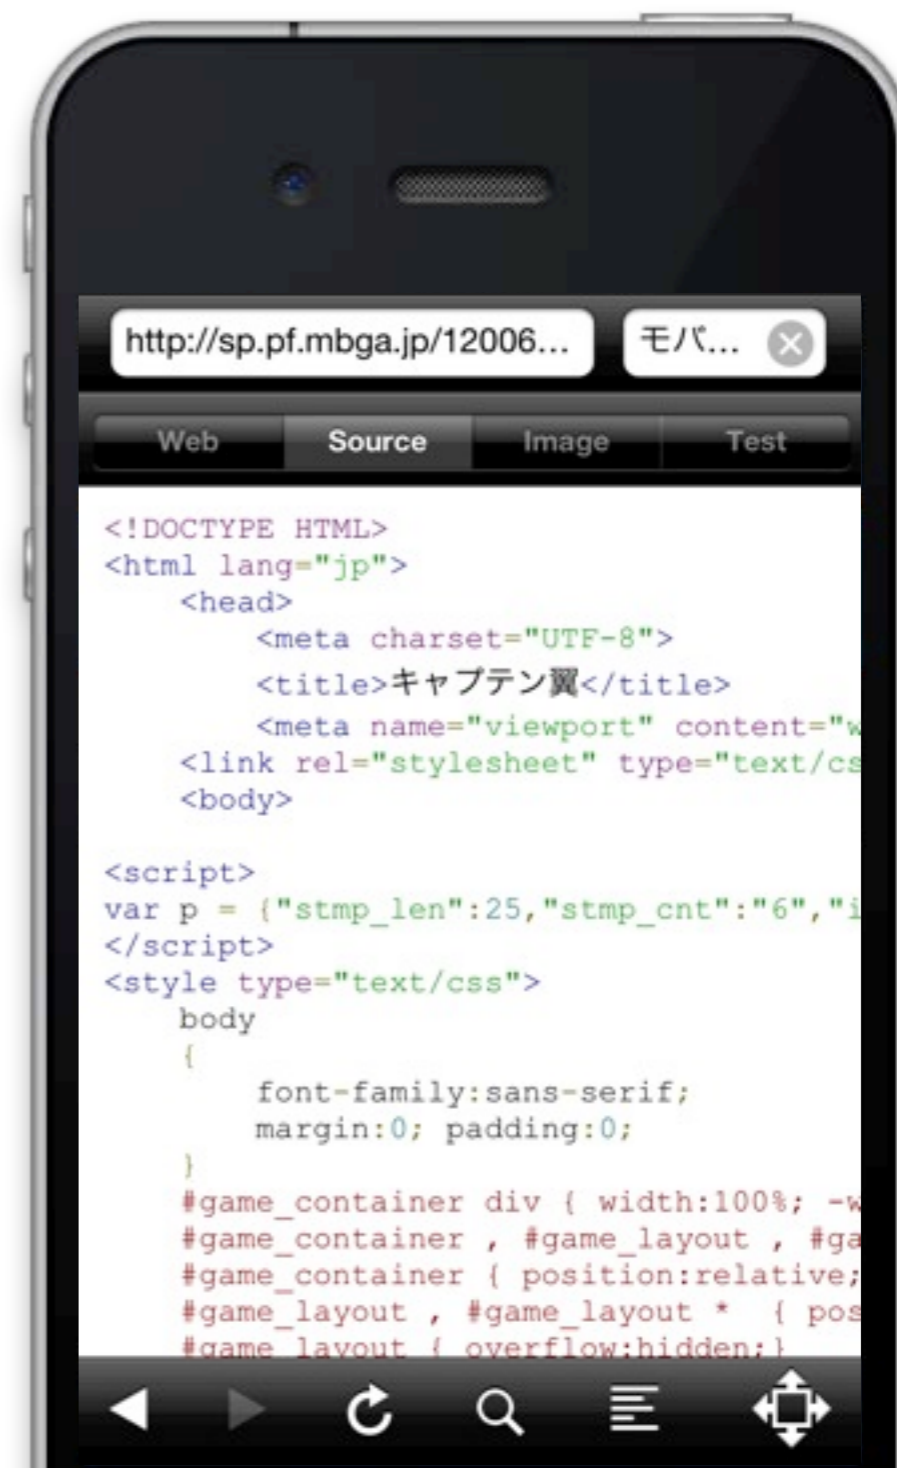 http://sp.pf.mbga.jp/12006... モバ...
Web Source Image Test
<!DOCTYPE HTML>
<html lang="jp">
    <head>
        <meta charset="UTF-8">
        <title>キャプテン翼</title>
        <meta name="viewport" content="w
    <link rel="stylesheet" type="text/cs
    <body>
<script>
var p = {"stmp_len":25,"stmp_cnt":"6","i
</script>
<style type="text/css">
    body
    {
        font-family:sans-serif;
        margin:0; padding:0;
    }
    #game_container div { width:100%; -w
    #game_container , #game_layout , #ga
    #game_container { position:relative;
    #game_layout , #game_layout *  { pos
    #game_layout { overflow:hidden;}